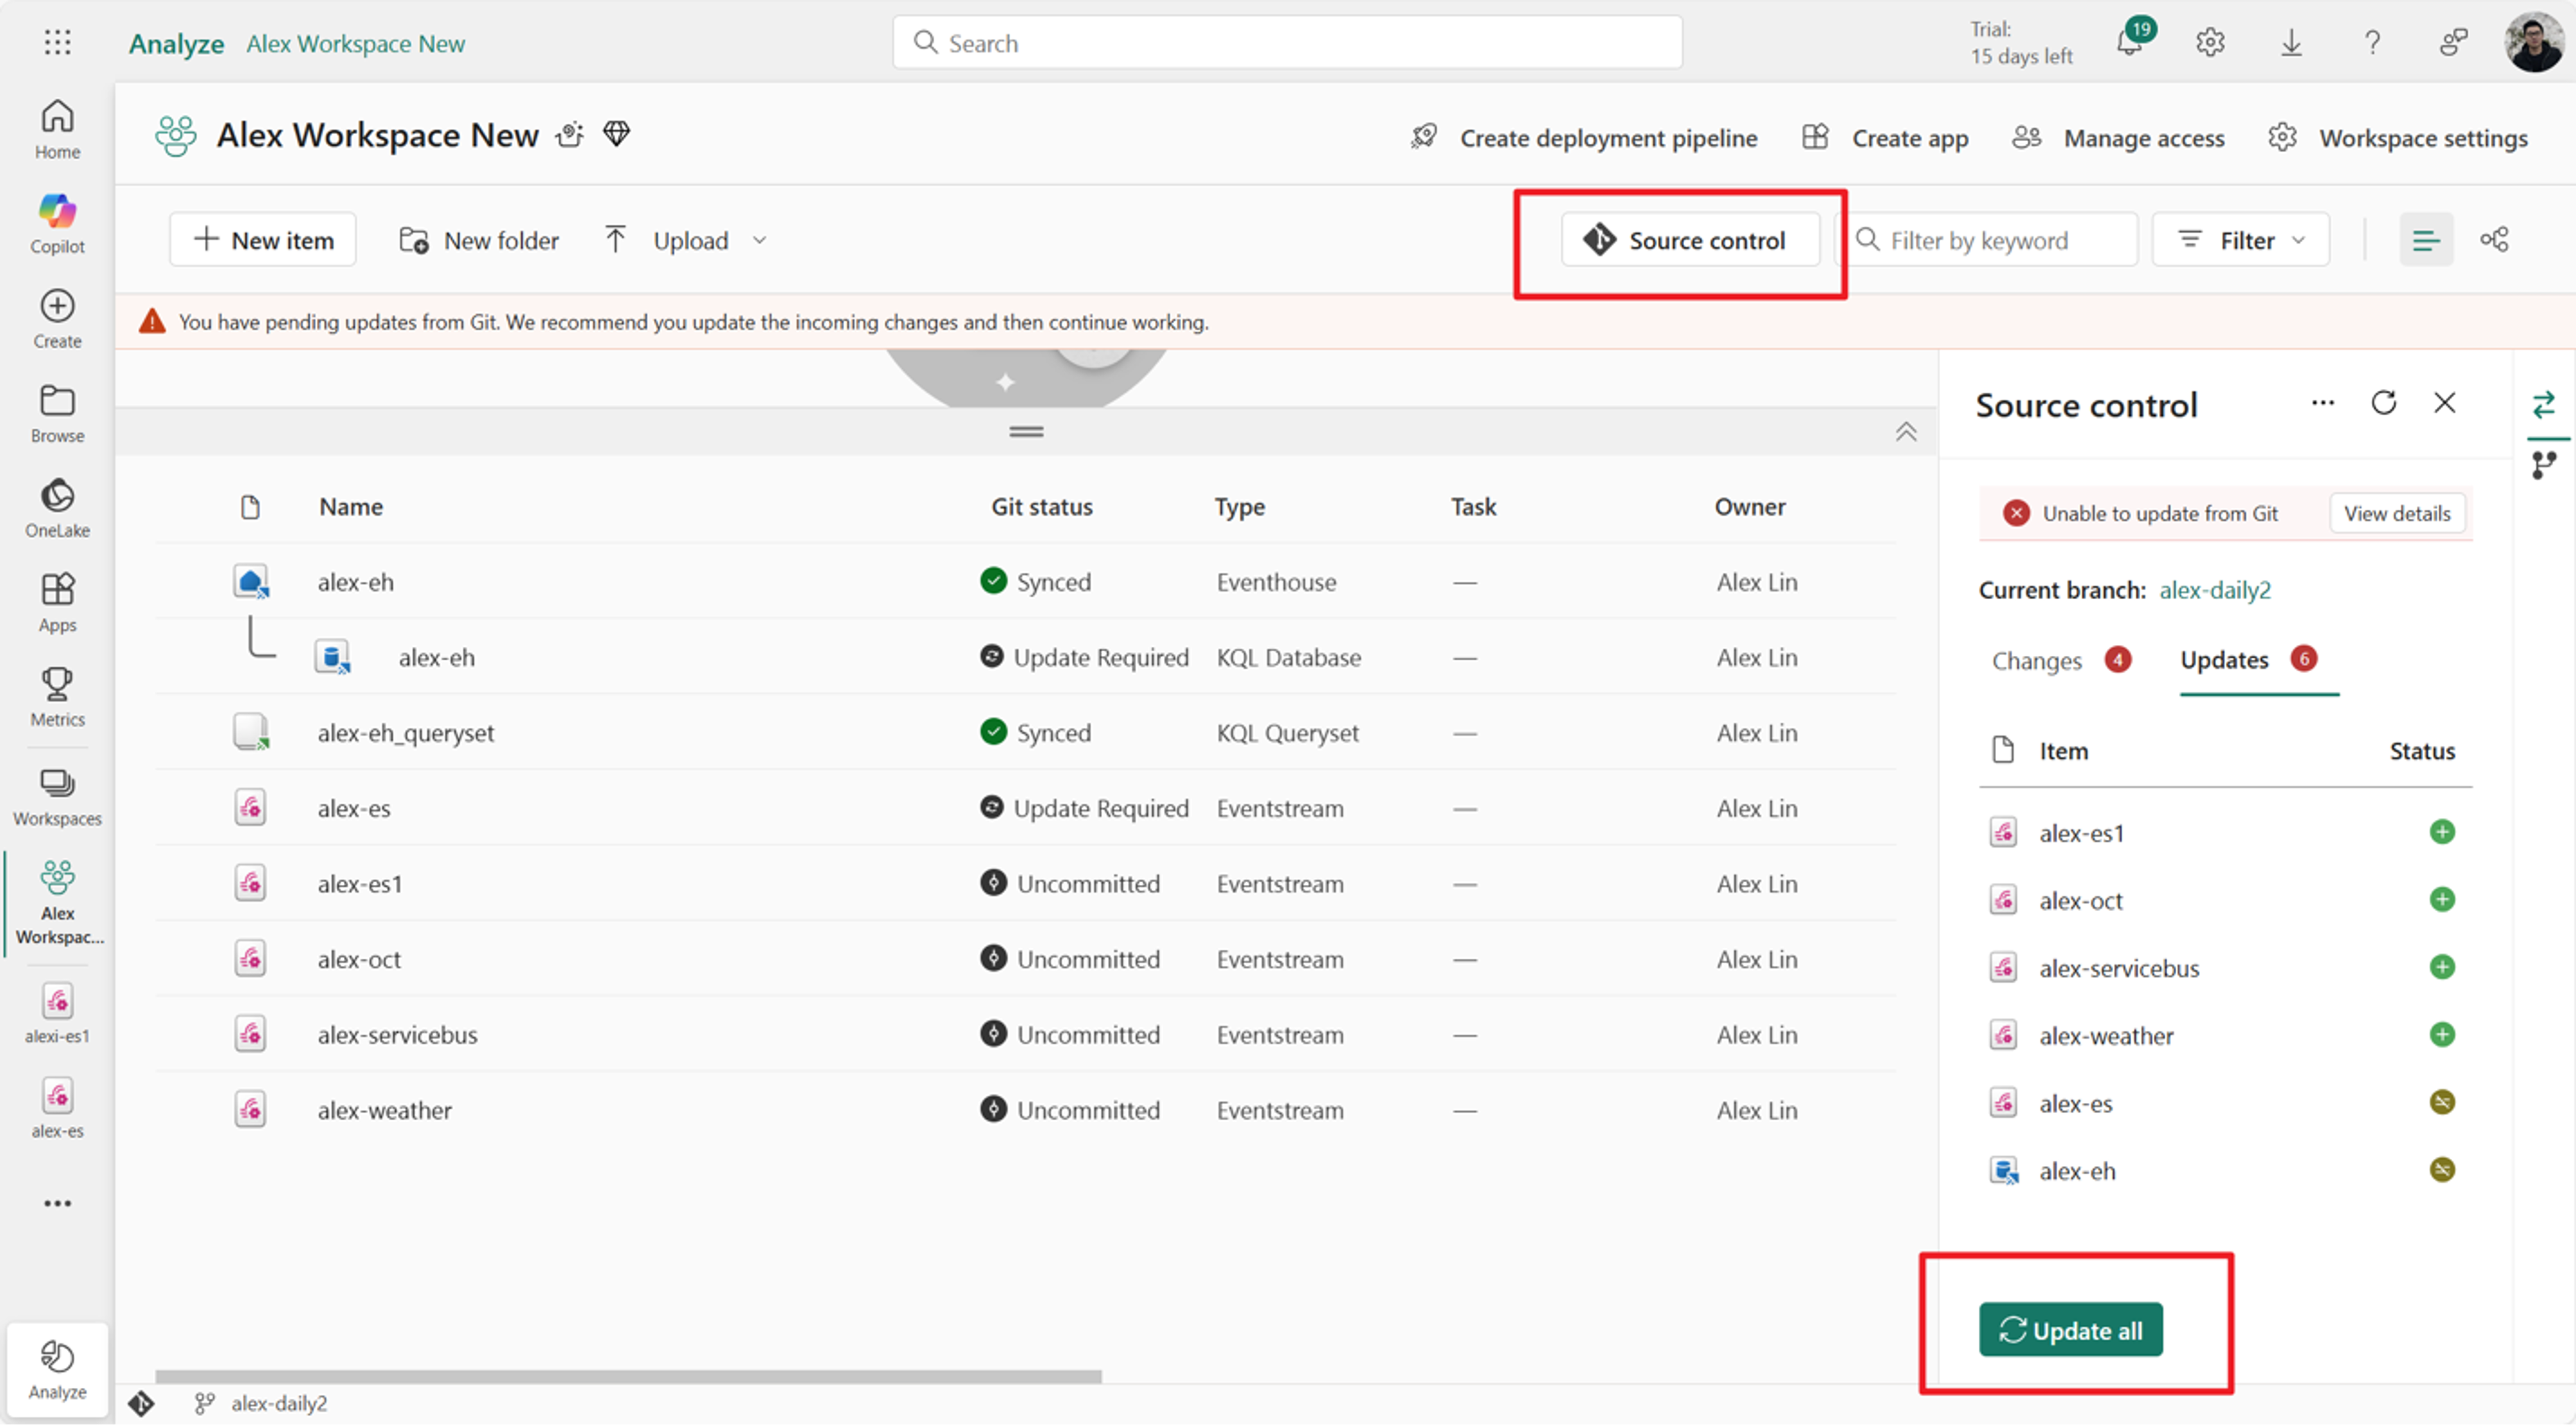 Analyze Alex Workspace New
Search
Trial:
15 days left
19
Home
Copilot
Create
Browse
OneLake
Apps
Metrics
Workspaces
Alex
Workspac...
alexi-es1
alex-es
Analyze
Alex Workspace New
Create deployment pipeline
Create app
Manage access
Workspace settings
New item
New folder
Upload
Source control
Filter by keyword
Filter
You have pending updates from Git. We recommend you update the incoming changes and then continue working.
Name Git status Type Task Owner
alex-eh Synced Eventhouse — Alex Lin
alex-eh Update Required KQL Database — Alex Lin
alex-eh_queryset Synced KQL Queryset — Alex Lin
alex-es Update Required Eventstream — Alex Lin
alex-es1 Uncommitted Eventstream — Alex Lin
alex-oct Uncommitted Eventstream — Alex Lin
alex-servicebus Uncommitted Eventstream — Alex Lin
alex-weather Uncommitted Eventstream — Alex Lin
Source control
Unable to update from Git View details
Current branch: alex-daily2
Changes 4 Updates 6
Item Status
alex-es1
alex-oct
alex-servicebus
alex-weather
alex-es
alex-eh
Update all
alex-daily2